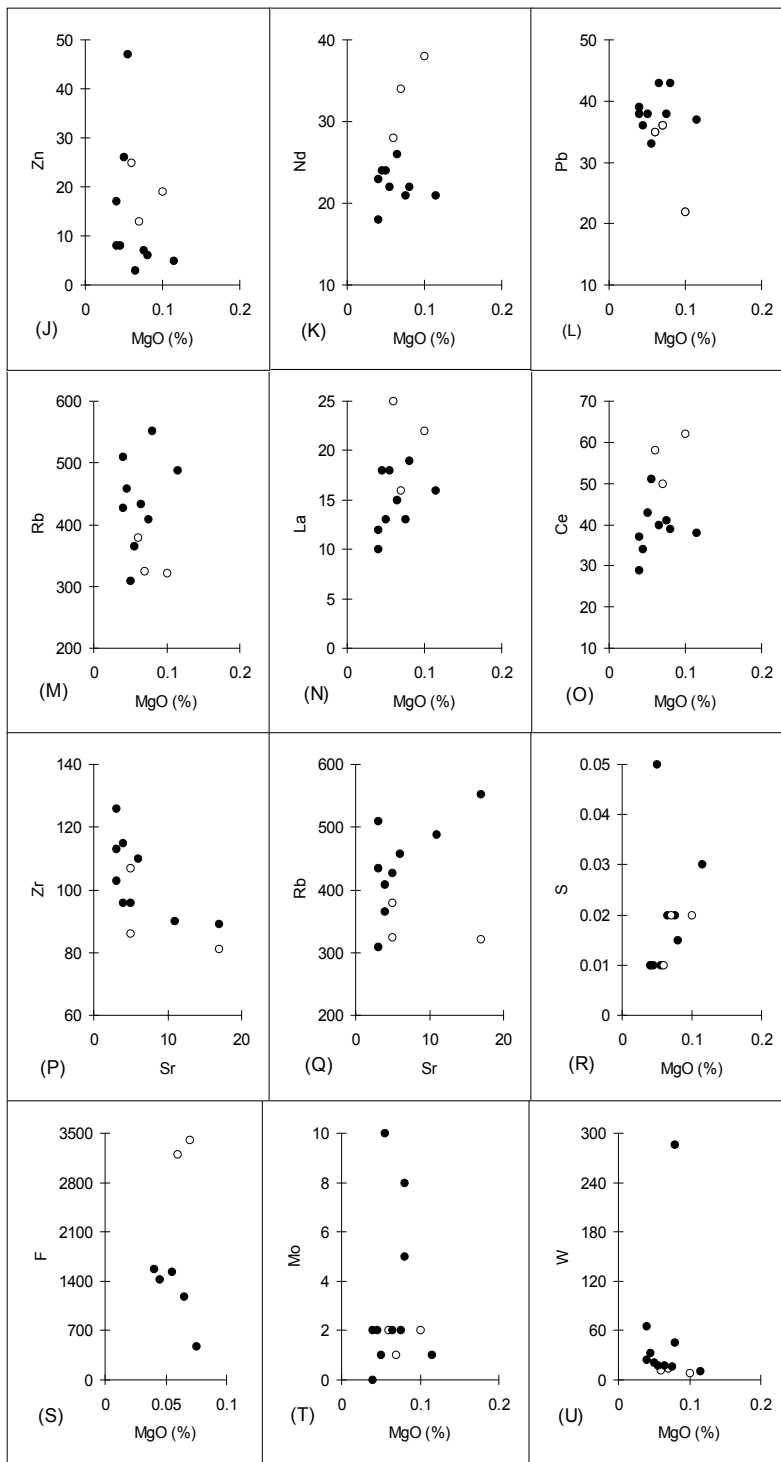 50
40
30
20
10
0
Zn
0 0.1 0.2
MgO (%)
(J)
40
30
20
10
Nd
0 0.1 0.2
MgO (%)
(K)
60
50
40
30
20
10
Pb
0 0.1 0.2
MgO (%)
(L)
600
500
400
300
200
Rb
0 0.1 0.2
MgO (%)
(M)
25
20
15
10
5
0
La
0 0.1 0.2
MgO (%)
(N)
70
60
50
40
30
20
10
Ce
0 0.1 0.2
MgO (%)
(O)
140
120
100
80
60
Zr
0 10 20
Sr
(P)
600
500
400
300
200
Rb
0 10 20
Sr
(Q)
0.05
0.04
0.03
0.02
0.01
0
S
0 0.1 0.2
MgO (%)
(R)
3500
2800
2100
1400
700
0
F
0 0.05 0.1
MgO (%)
(S)
10
8
6
4
2
0
Mo
0 0.1 0.2
MgO (%)
(T)
300
240
180
120
60
0
W
0 0.1 0.2
MgO (%)
(U)